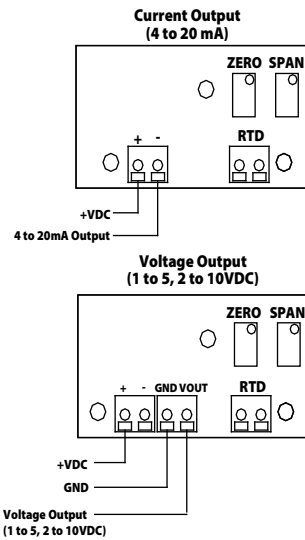 Current Output
(4 to 20 mA)
ZERO SPAN
+ -
RTD
+VDC
4 to 20mA Output
Voltage Output
(1 to 5, 2 to 10VDC)
ZERO SPAN
+ - GND VOUT
RTD
+VDC
GND
Voltage Output
(1 to 5, 2 to 10VDC)